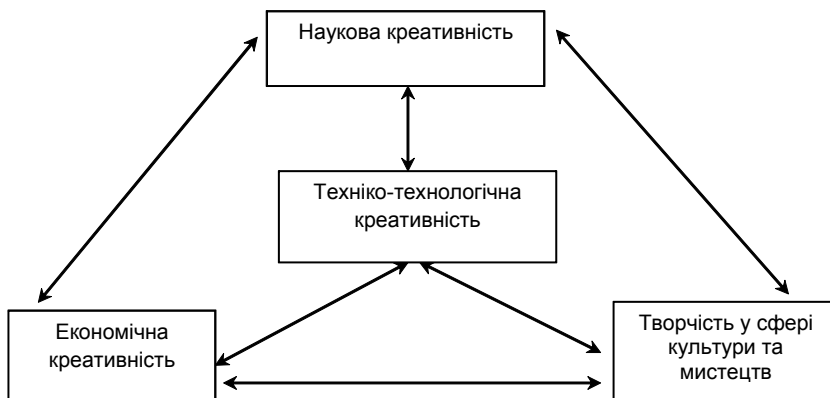 Наукова креативність
Техніко-технологічна
креативність
Економічна
креативність
Творчість у сфері
культури та
мистецтв